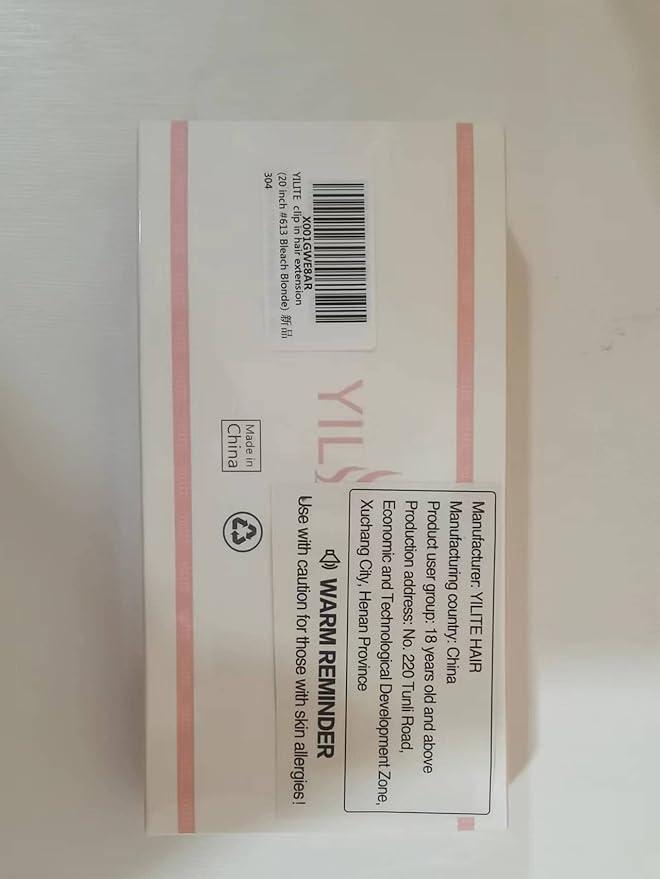 X001GWE8AR
YILITE clip in hair extension
(20 inch #613 Bleach Blonde) 新品
304
YIL
Made in
China
Manufacturer: YILITE HAIR
Manufacturing country: China
Product user group: 18 years old and above
Production address: No. 220 Tunli Road,
Economic and Technological Development Zone,
Xuchang City, Henan Province
WARM REMINDER
Use with caution for those with skin allergies!